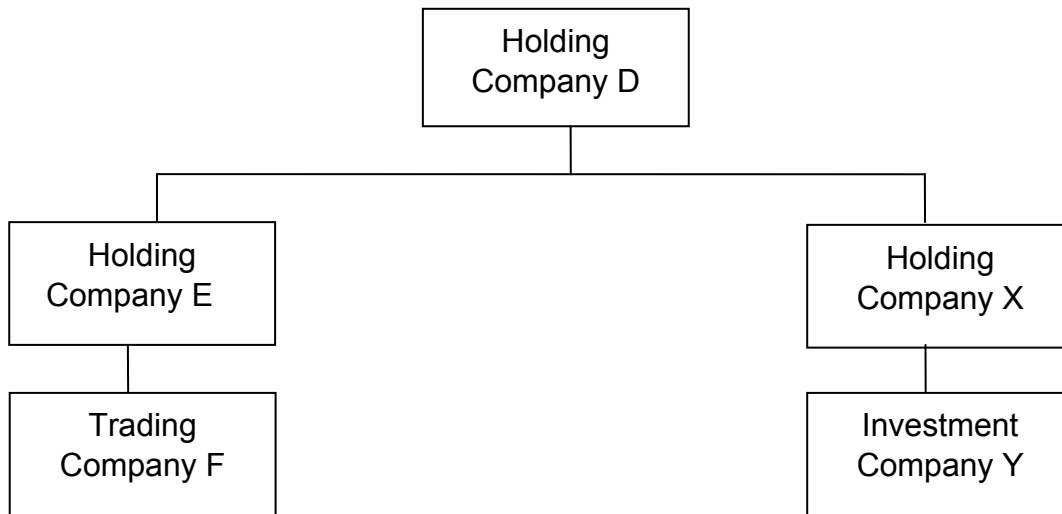 Holding
Company D
Holding
Company E
Holding
Company X
Trading
Company F
Investment
Company Y